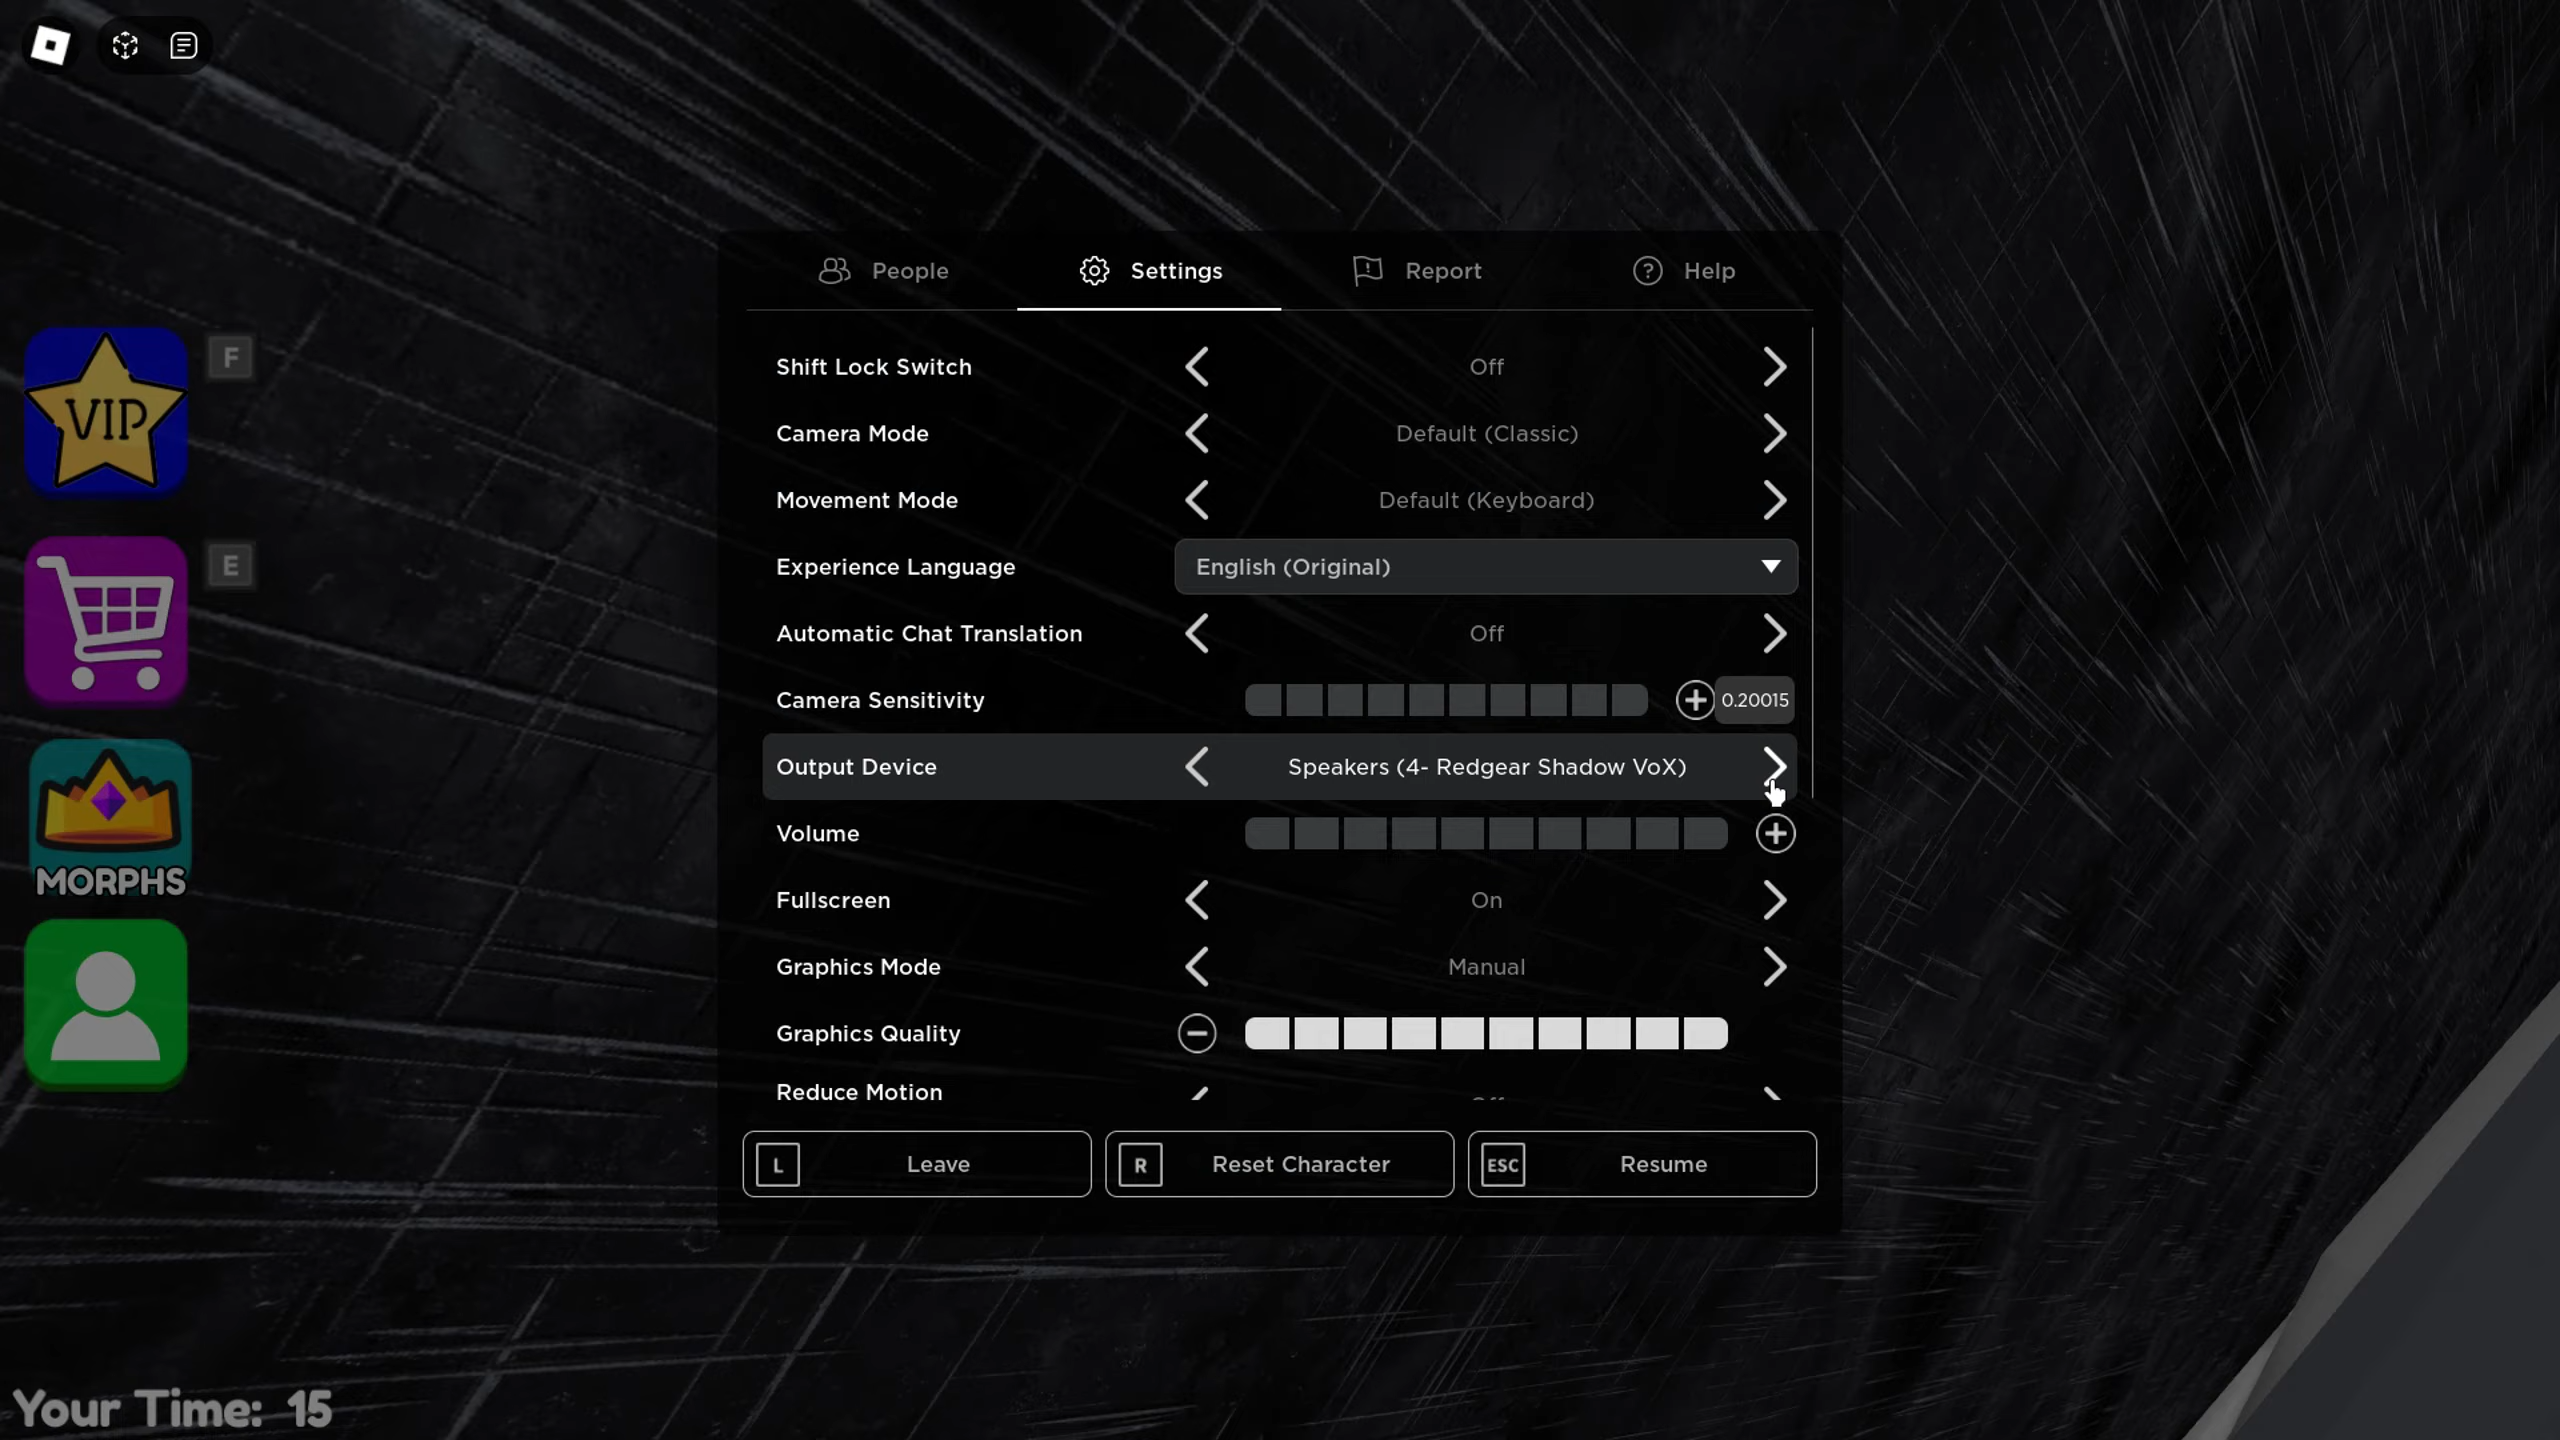 People
Settings
Report
Help
Shift Lock Switch
Off
Camera Mode
Default (Classic)
Movement Mode
Default (Keyboard)
Experience Language
English (Original)
Automatic Chat Translation
Off
Camera Sensitivity
0.20015
Output Device
Speakers (4- Redgear Shadow VoX)
Volume
Fullscreen
On
Graphics Mode
Manual
Graphics Quality
Reduce Motion
L
Leave
R
Reset Character
ESC
Resume
VIP
F
E
MORPHS
Your Time: 15